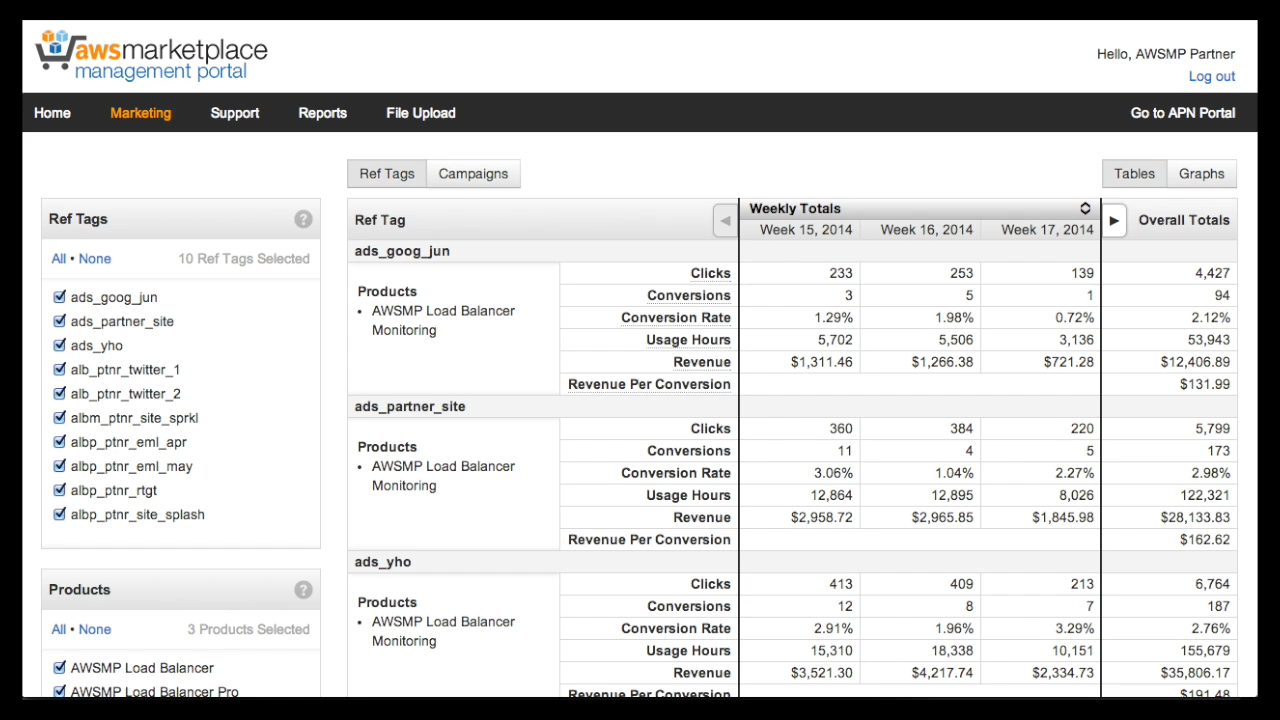 awsmarketplace
management portal
Hello, AWSMP Partner
Log out
Home Marketing Support Reports File Upload Go to APN Portal
Ref Tags Campaigns Tables Graphs
Ref Tags ?
All • None 10 Ref Tags Selected
ads_goog_jun
ads_partner_site
ads_yho
alb_ptnr_twitter_1
alb_ptnr_twitter_2
albm_ptnr_site_sprkl
albp_ptnr_eml_apr
albp_ptnr_eml_may
albp_ptnr_rtgt
albp_ptnr_site_splash
Products ?
All • None 3 Products Selected
AWSMP Load Balancer
AWSMP Load Balancer Pro
Ref Tag Weekly Totals Overall Totals
Week 15, 2014 Week 16, 2014 Week 17, 2014
ads_goog_jun
Products
• AWSMP Load Balancer
Monitoring
Clicks 233 253 139 4,427
Conversions 3 5 1 94
Conversion Rate 1.29% 1.98% 0.72% 2.12%
Usage Hours 5,702 5,506 3,136 53,943
Revenue $1,311.46 $1,266.38 $721.28 $12,406.89
Revenue Per Conversion $131.99
ads_partner_site
Products
• AWSMP Load Balancer
Monitoring
Clicks 360 384 220 5,799
Conversions 11 4 5 173
Conversion Rate 3.06% 1.04% 2.27% 2.98%
Usage Hours 12,864 12,895 8,026 122,321
Revenue $2,958.72 $2,965.85 $1,845.98 $28,133.83
Revenue Per Conversion $162.62
ads_yho
Products
• AWSMP Load Balancer
Monitoring
Clicks 413 409 213 6,764
Conversions 12 8 7 187
Conversion Rate 2.91% 1.96% 3.29% 2.76%
Usage Hours 15,310 18,338 10,151 155,679
Revenue $3,521.30 $4,217.74 $2,334.73 $35,806.17
Revenue Per Conversion $191.48